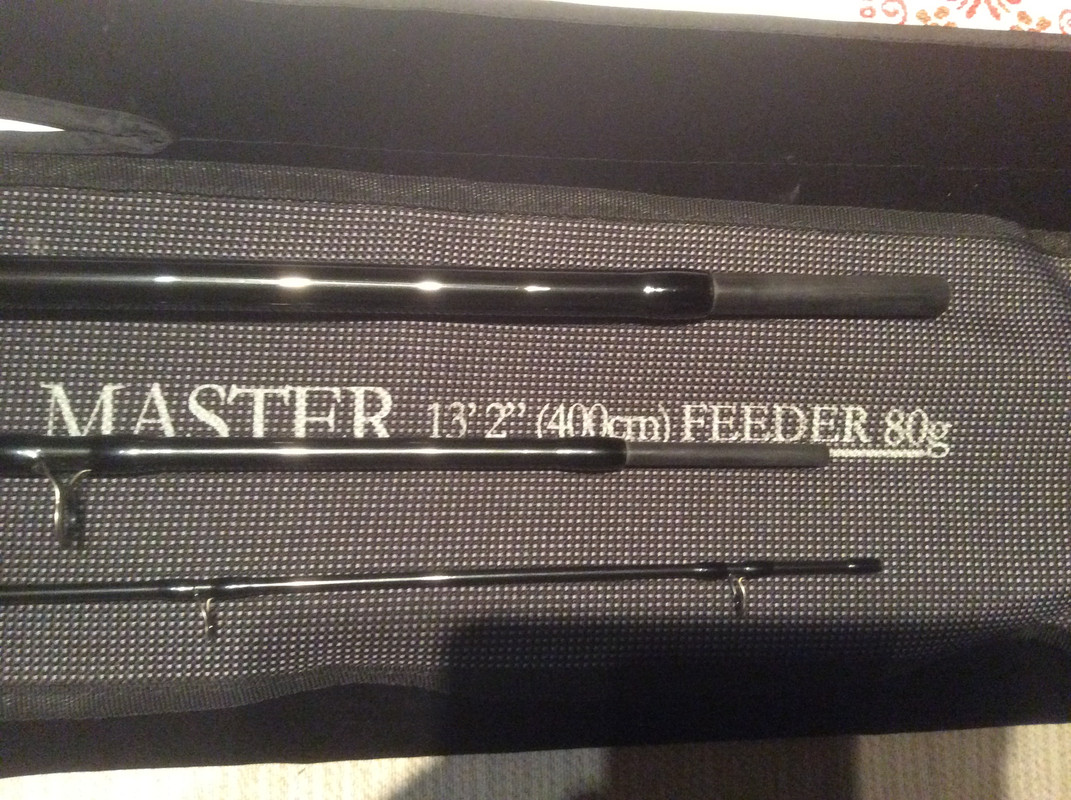 MASTER 13' 2” (400cm) FEEDER 80g